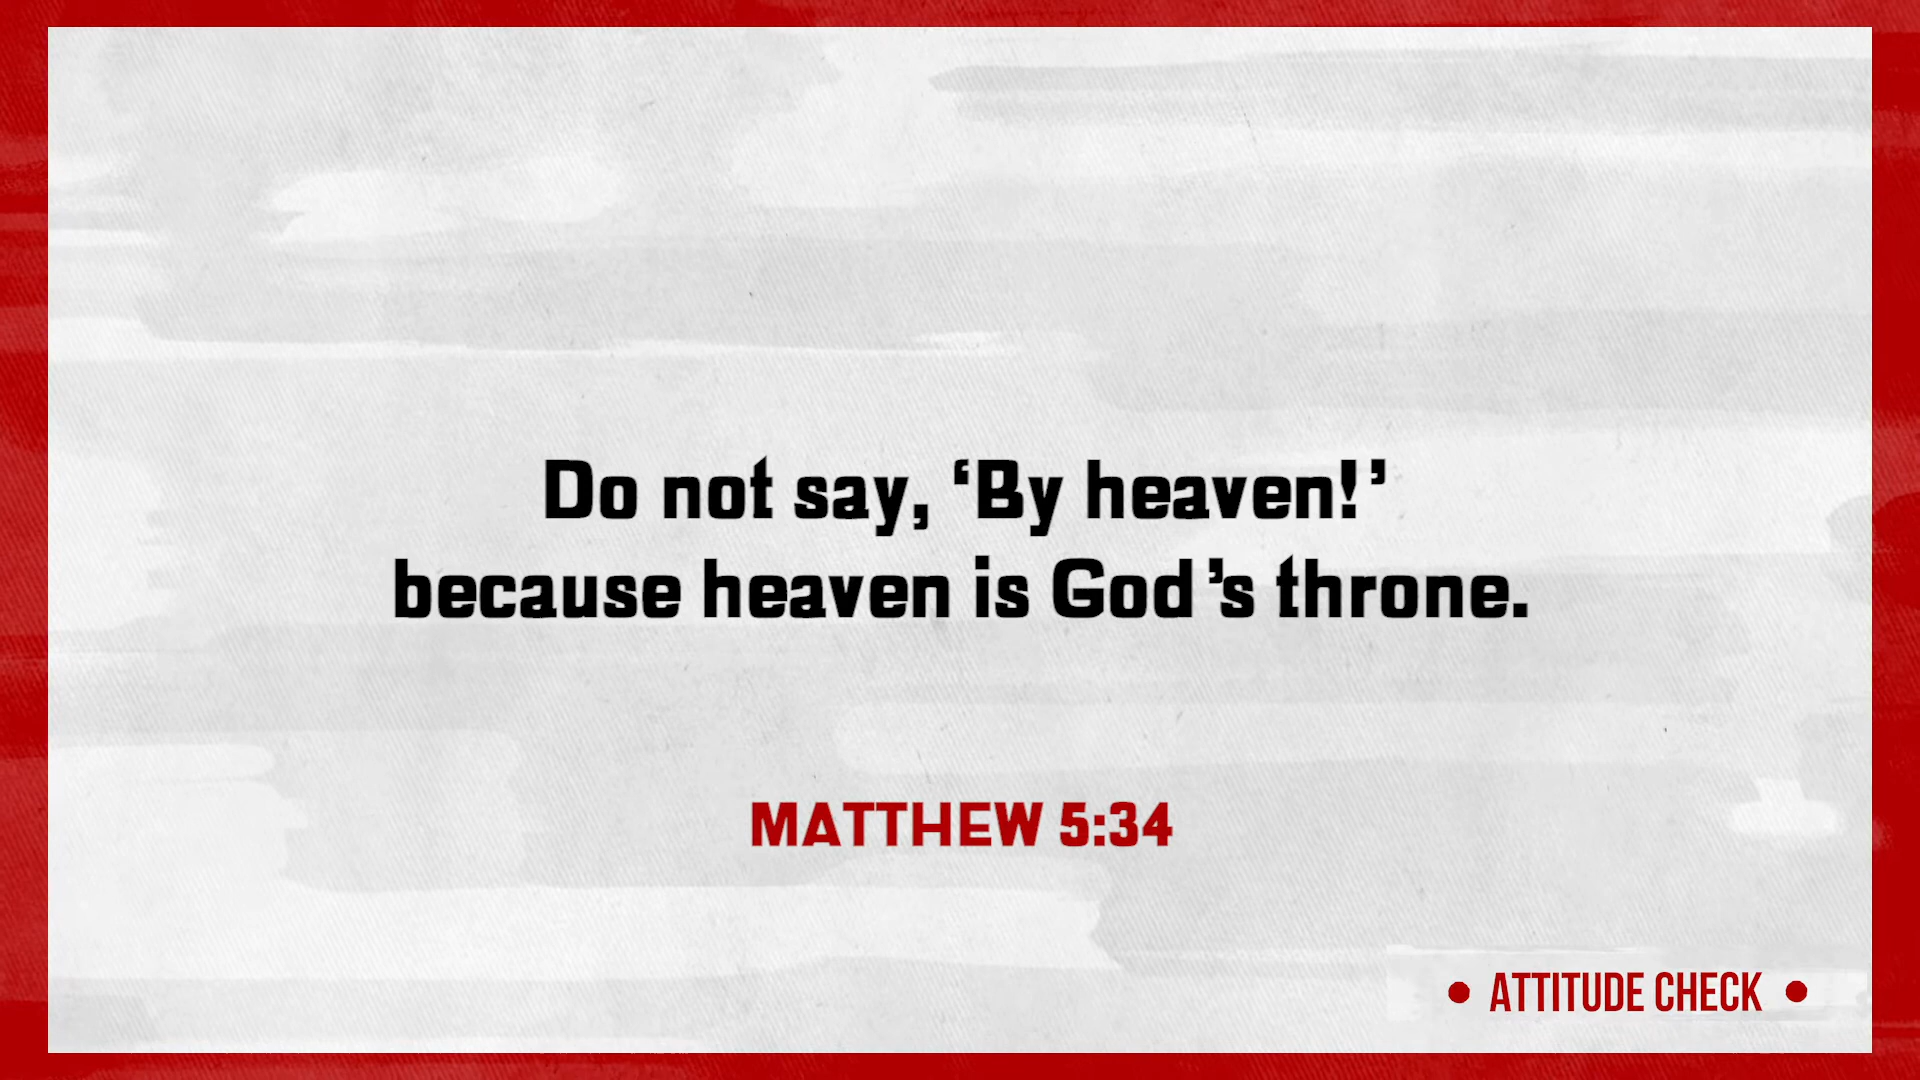 Do not say, ‘By heaven!’
because heaven is God’s throne.
MATTHEW 5:34
• ATTITUDE CHECK •